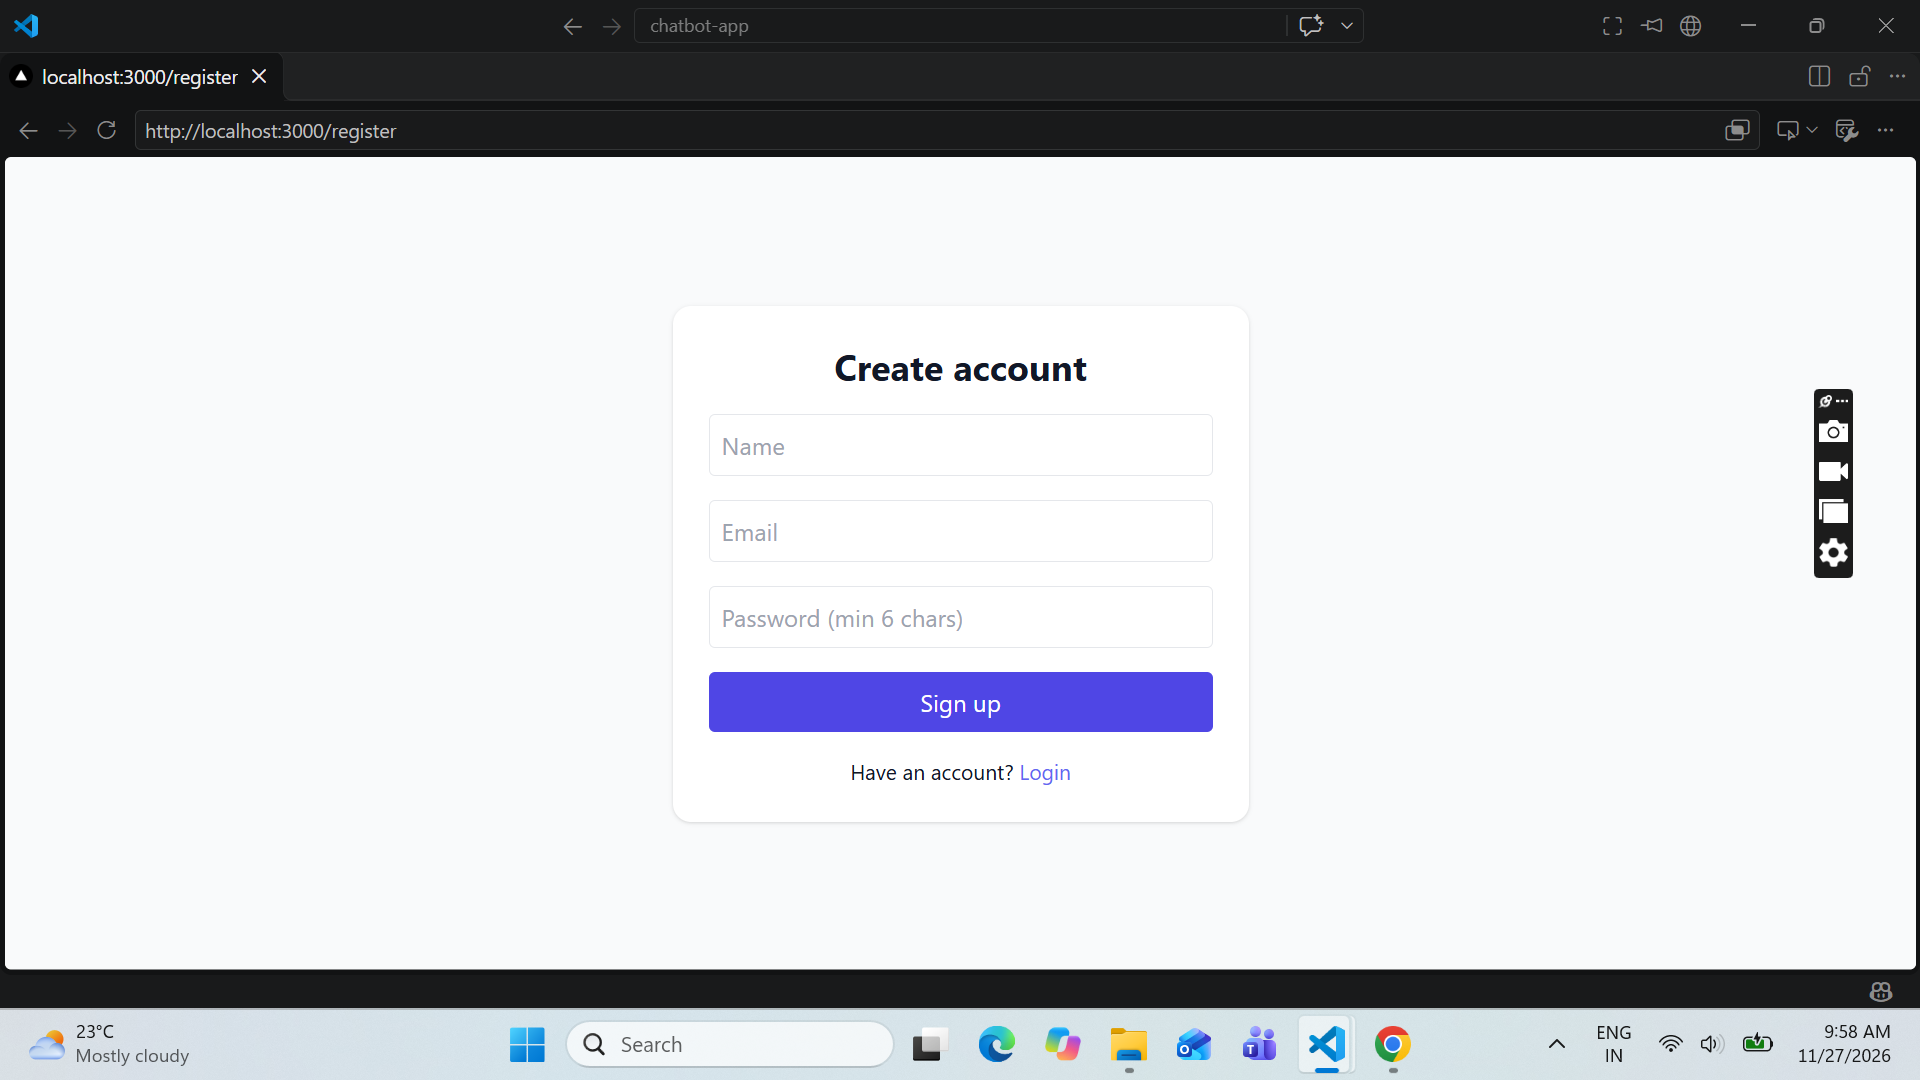 chatbot-app
localhost:3000/register
http://localhost:3000/register
Create account
Name
Email
Password (min 6 chars)
Sign up
Have an account? Login
23°C
Mostly cloudy
Search
ENG
IN
9:58 AM
11/27/2026